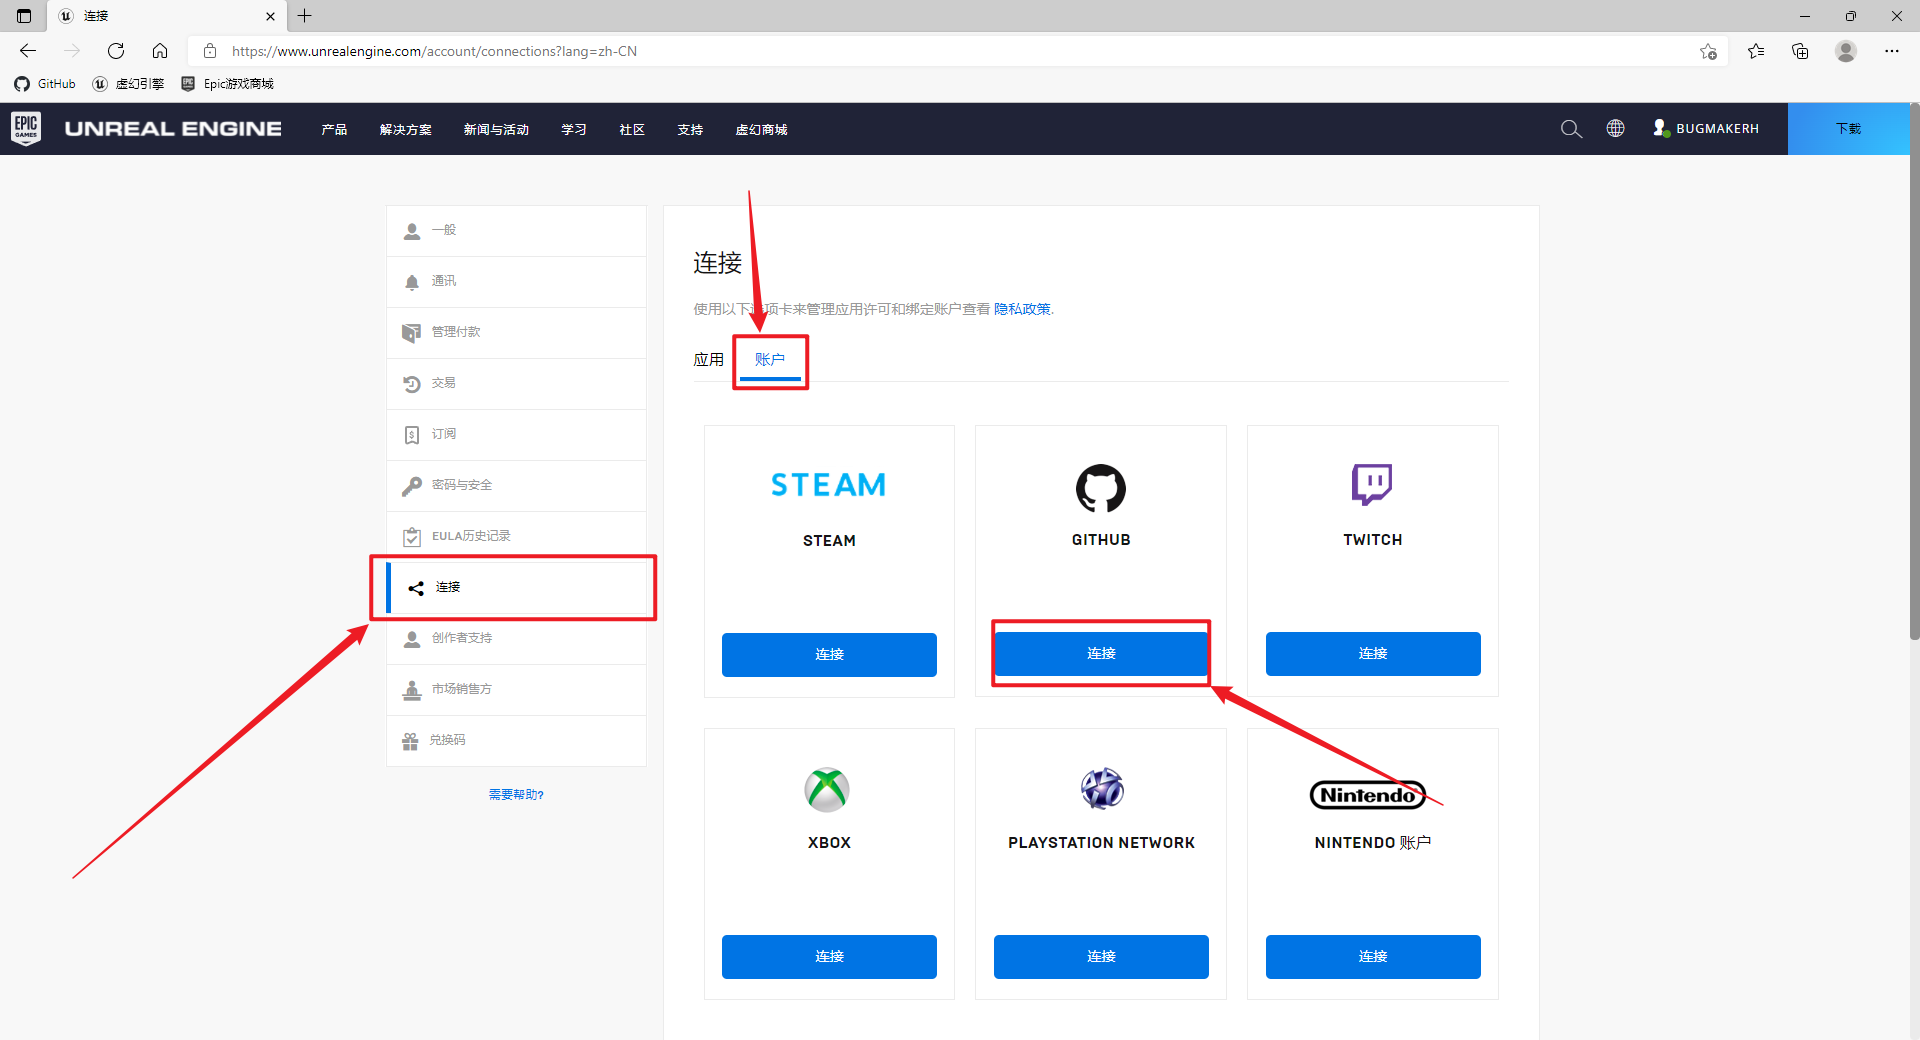 连接
https://www.unrealengine.com/account/connections?lang=zh-CN
GitHub 虚幻引擎 Epic游戏商城
EPIC GAMES UNREAL ENGINE 产品 解决方案 新闻与活动 学习 社区 支持 虚幻商城 BUGMAKERH 下载
一般
通讯
管理付款
交易
订阅
密码与安全
EULA历史记录
连接
创作者支持
市场销售方
兑换码
需要帮助?
连接
使用以下选项卡来管理应用许可和绑定账户查看 隐私政策.
应用 账户
STEAM
STEAM
连接
GITHUB
连接
TWITCH
连接
XBOX
连接
PLAYSTATION NETWORK
连接
Nintendo
NINTENDO 账户
连接